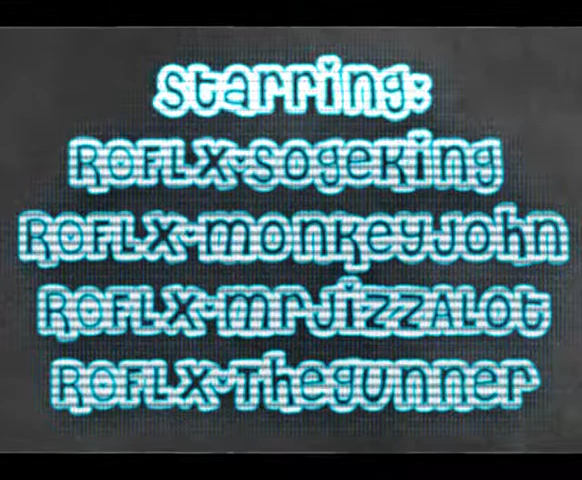 starring:
ROFLX-sogeKing
ROFLX-monkeyJohn
ROFLX-mrJizzALot
ROFLX-Thegunner